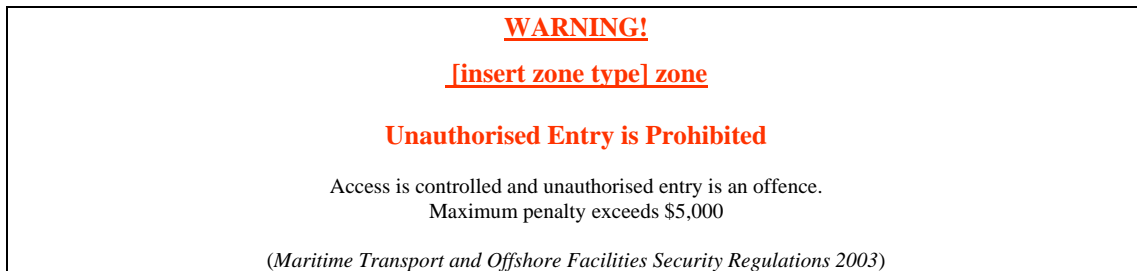 WARNING!
[insert zone type] zone
Unauthorised Entry is Prohibited
Access is controlled and unauthorised entry is an offence.
Maximum penalty exceeds $5,000
(Maritime Transport and Offshore Facilities Security Regulations 2003)